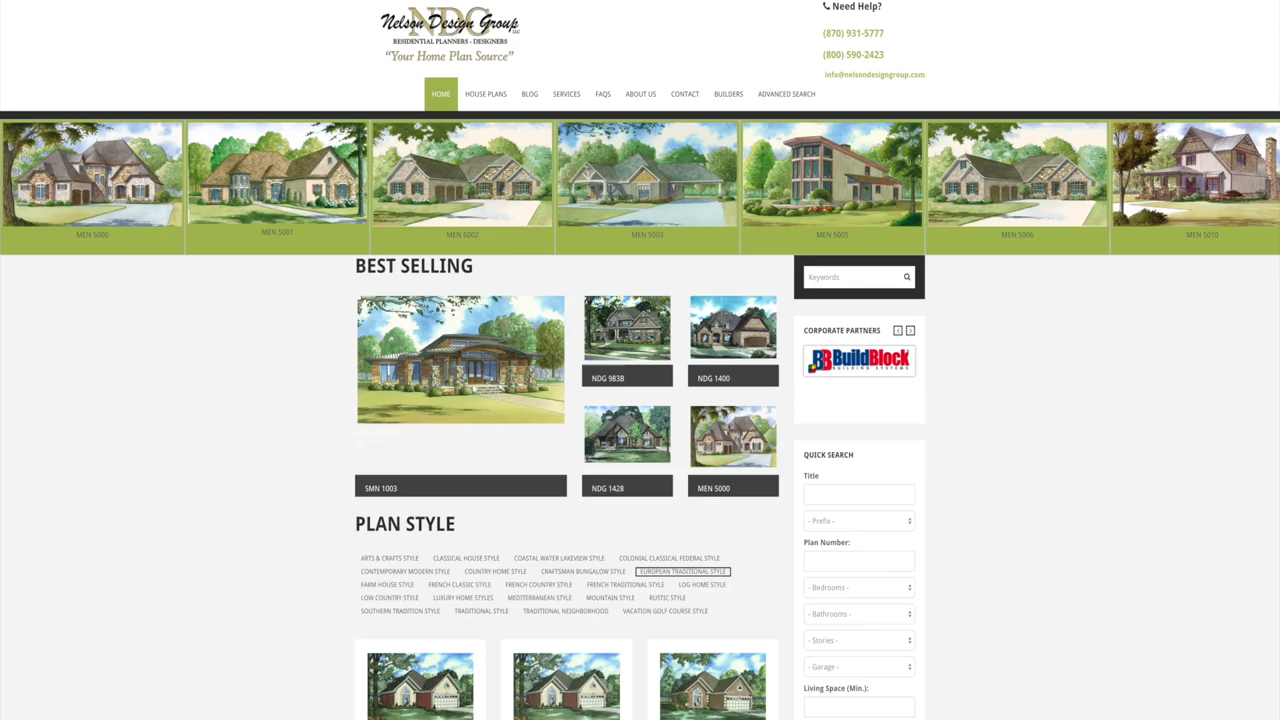 NDG
Nelson Design Group LLC
RESIDENTIAL PLANNERS - DESIGNERS
"Your Home Plan Source"
Need Help?
(870) 931-5777
(800) 590-2423
info@nelsondesigngroup.com
HOME HOUSE PLANS BLOG SERVICES FAQS ABOUT US CONTACT BUILDERS ADVANCED SEARCH
MEN 5000 MEN 5001 MEN 5002 MEN 5003 MEN 5005 MEN 5006 MEN 5010
BEST SELLING
NDG 983B NDG 1400
SMN 1003 NDG 1428 MEN 5000
PLAN STYLE
ARTS & CRAFTS STYLE CLASSICAL HOUSE STYLE COASTAL WATER LAKEVIEW STYLE COLONIAL CLASSICAL FEDERAL STYLE
CONTEMPORARY MODERN STYLE COUNTRY HOME STYLE CRAFTSMAN BUNGALOW STYLE EUROPEAN TRADITIONAL STYLE
FARM HOUSE STYLE FRENCH CLASSIC STYLE FRENCH COUNTRY STYLE FRENCH TRADITIONAL STYLE LOG HOME STYLE
LOW COUNTRY STYLE LUXURY HOME STYLES MEDITERRANEAN STYLE MOUNTAIN STYLE RUSTIC STYLE
SOUTHERN TRADITION STYLE TRADITIONAL STYLE TRADITIONAL NEIGHBORHOOD VACATION GOLF COURSE STYLE
Keywords
CORPORATE PARTNERS
BuildBlock
BUILDING SYSTEMS
QUICK SEARCH
Title
- Prefix -
Plan Number:
- Bedrooms -
- Bathrooms -
- Stories -
- Garage -
Living Space (Min.):